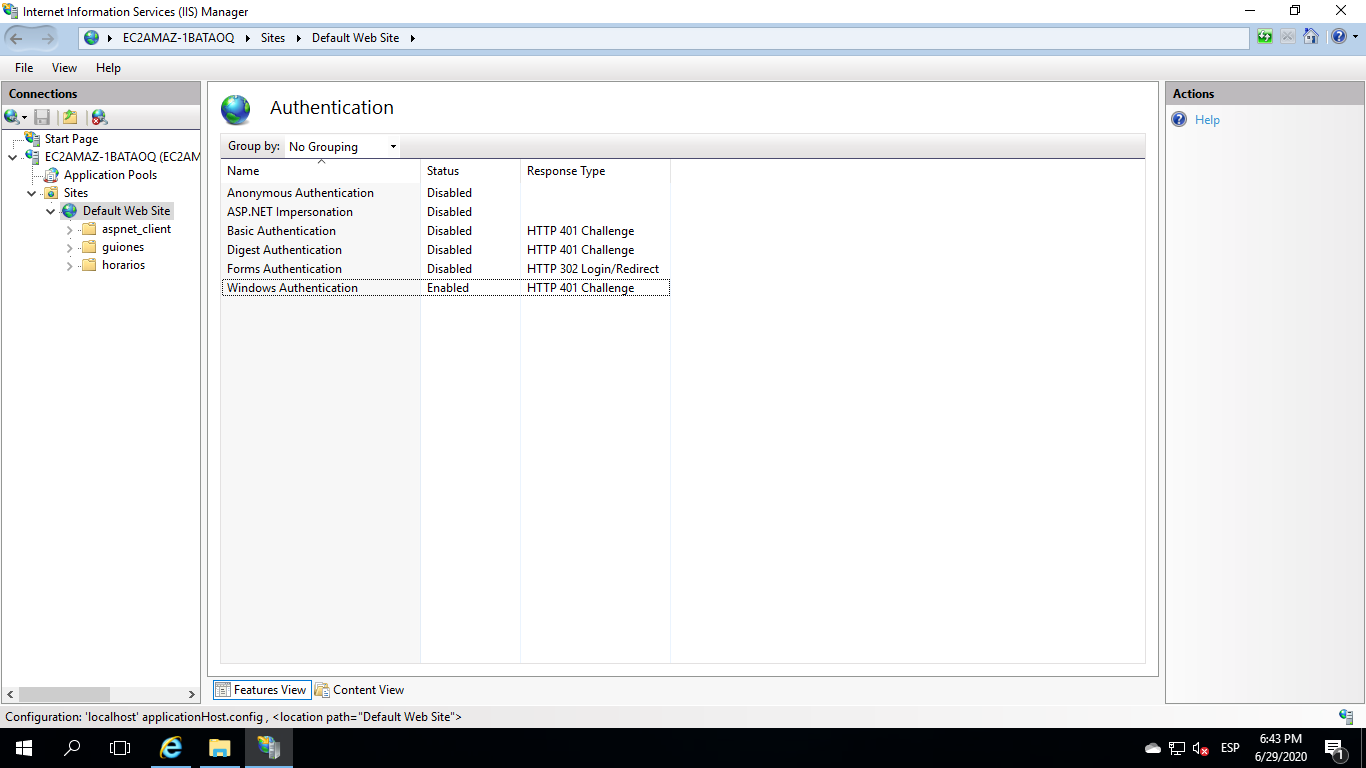 Internet Information Services (IIS) Manager
EC2AMAZ-1BATAOQ Sites Default Web Site
File View Help
Connections
Start Page
EC2AMAZ-1BATAOQ (EC2AM
Application Pools
Sites
Default Web Site
aspnet_client
guiones
horarios
Authentication
Group by: No Grouping
Name Status Response Type
Anonymous Authentication Disabled
ASP.NET Impersonation Disabled
Basic Authentication Disabled HTTP 401 Challenge
Digest Authentication Disabled HTTP 401 Challenge
Forms Authentication Disabled HTTP 302 Login/Redirect
Windows Authentication Enabled HTTP 401 Challenge
Features View Content View
Actions
Help
Configuration: 'localhost' applicationHost.config , <location path="Default Web Site">
ESP
6:43 PM
6/29/2020
1